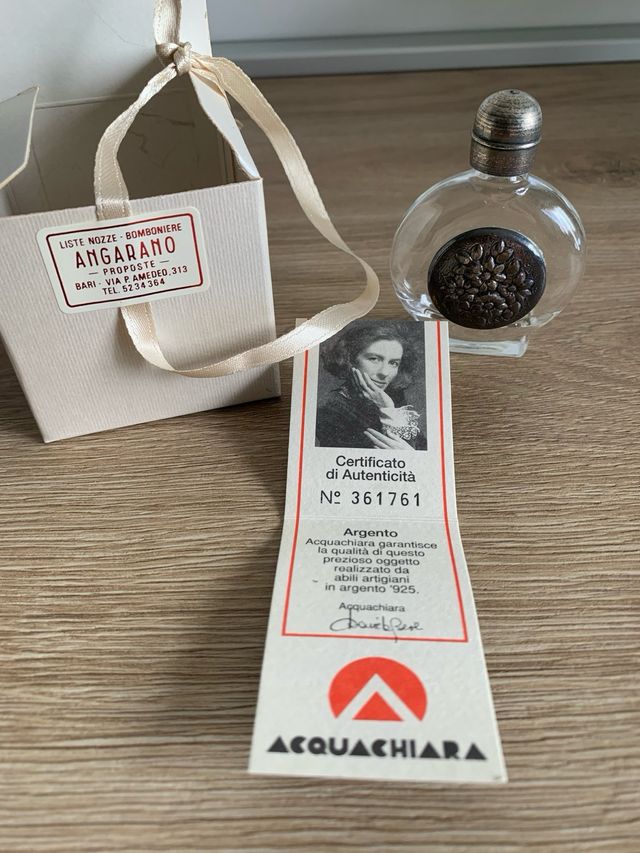 LISTE NOZZE - BOMBONIERE
ANGARANO
— PROPOSTE —
BARI - VIA P. AMEDEO, 313
TEL. 5234364
Certificato
di Autenticità
Nº 361761
Argento
Acquachiara garantisce
la qualità di questo
prezioso oggetto
realizzato da
abili artigiani
in argento '925.
Acquachiara
ACQUACHIARA